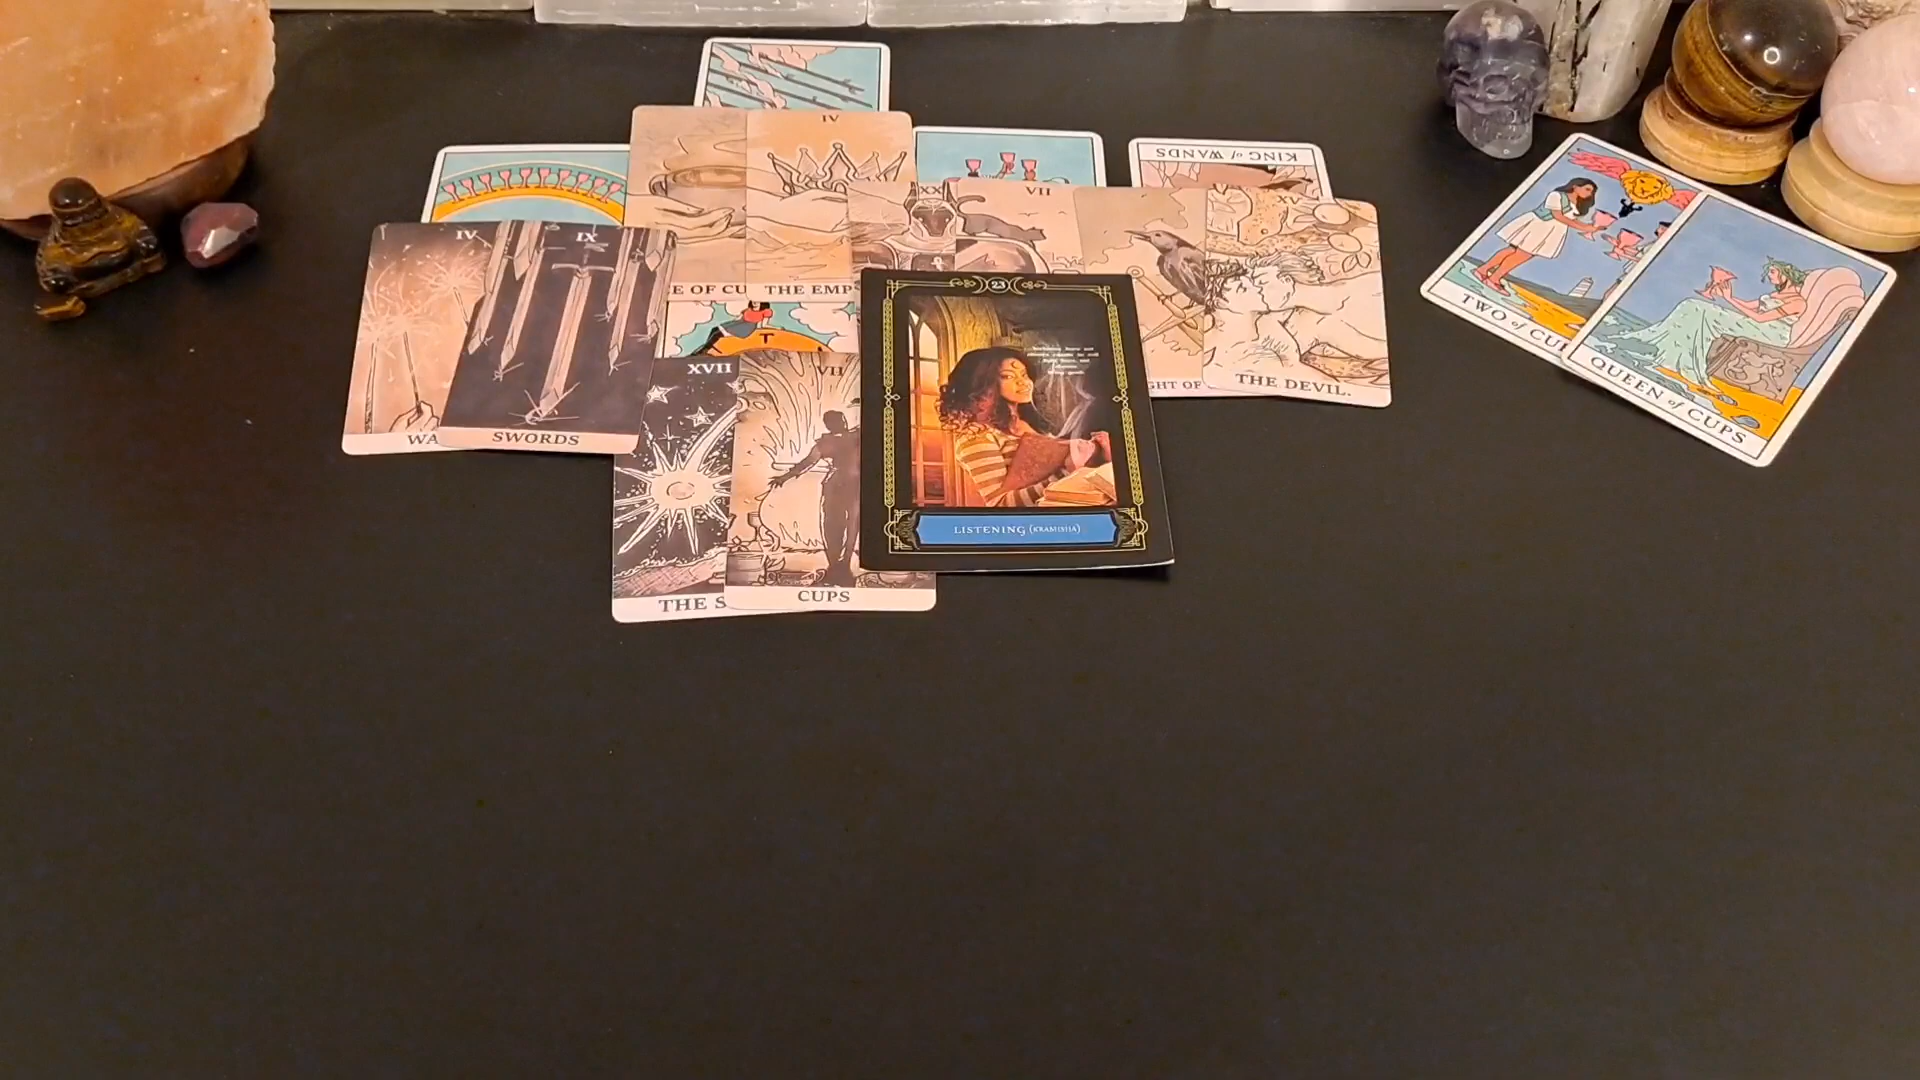 IV
KING of WANDS
XX
VII
XV
IV
IX
E OF CU
THE EMP
23
TWO of CU
GHT OF
THE DEVIL.
XVII
VII
QUEEN of CUPS
WA
SWORDS
LISTENING (KRAMISHA)
THE S
CUPS